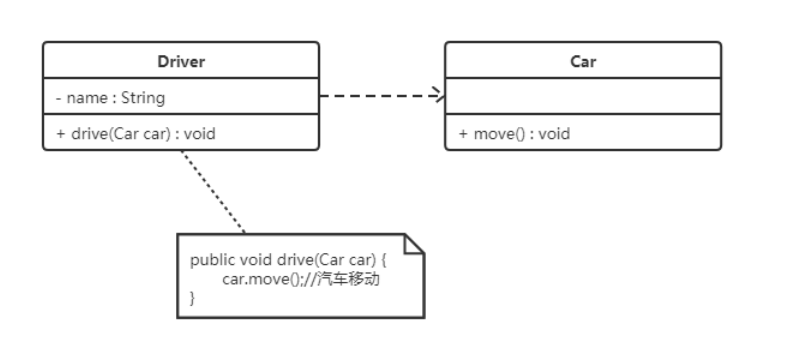 Driver
- name : String
+ drive(Car car) : void
Car
+ move() : void
public void drive(Car car) {
car.move();//汽车移动
}